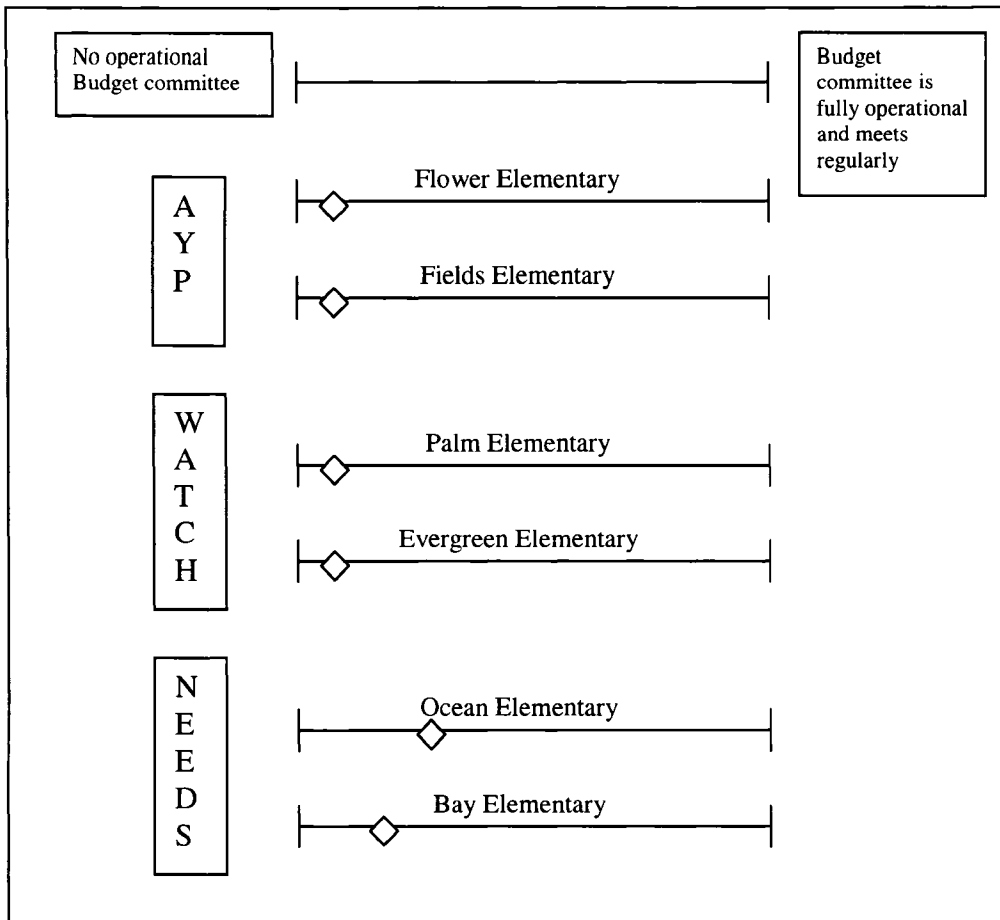 No operational
Budget committee
Budget
committee is
fully operational
and meets
regularly
A
Y
P
Flower Elementary
Fields Elementary
W
A
T
C
H
Palm Elementary
Evergreen Elementary
N
E
E
D
S
Ocean Elementary
Bay Elementary